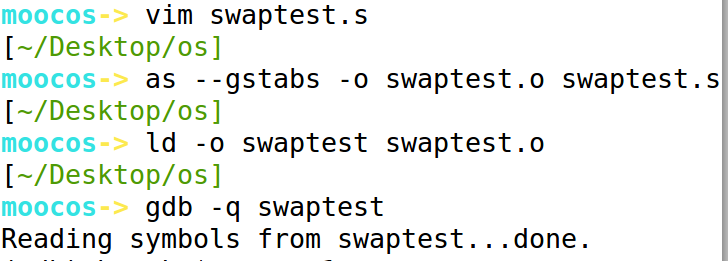 moocos-> vim swaptest.s
[~/Desktop/os]
moocos-> as --gstabs -o swaptest.o swaptest.s
[~/Desktop/os]
moocos-> ld -o swaptest swaptest.o
[~/Desktop/os]
moocos-> gdb -q swaptest
Reading symbols from swaptest...done.